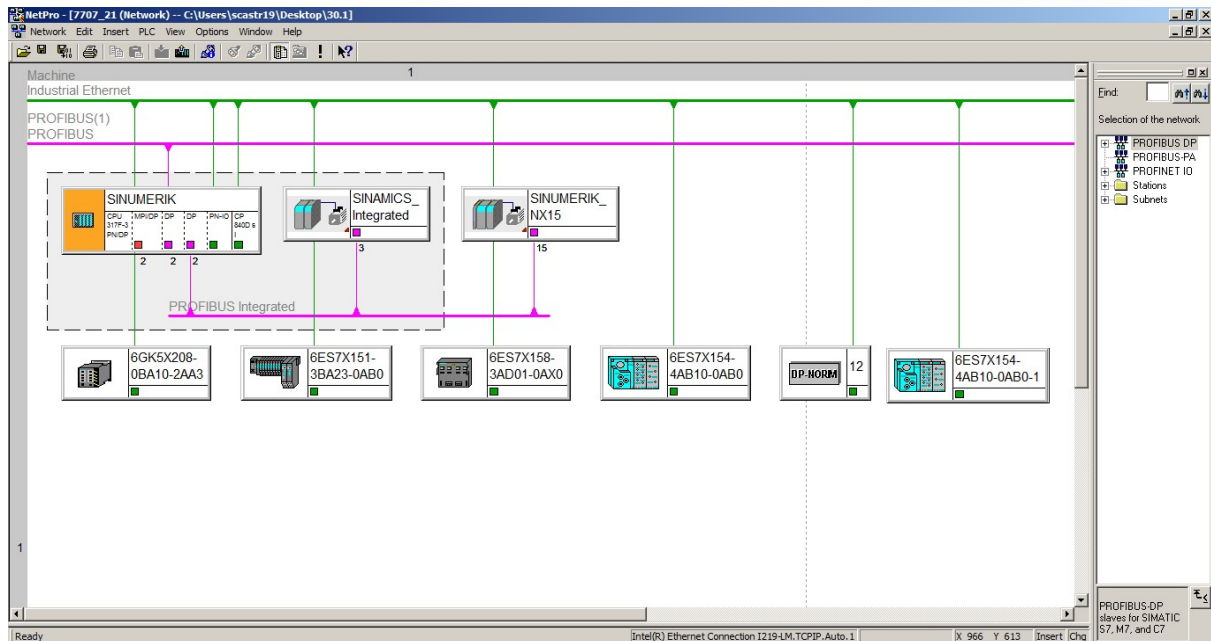 NetPro - [7707_21 (Network) -- C:\Users\scastr19\Desktop\30.1]
Network Edit Insert PLC View Options Window Help
1
Machine
Industrial Ethernet
PROFIBUS(1)
PROFIBUS
SINUMERIK
CPU MPI/DP DP DP PN-IO CP
317F-3 840D s
PN/DP l
2 2 2
SINAMICS_
Integrated
3
SINUMERIK_
NX15
15
PROFIBUS Integrated
6GK5X208-
0BA10-2AA3
6ES7X151-
3BA23-0AB0
6ES7X158-
3AD01-0AX0
6ES7X154-
4AB10-0AB0
DP-NORM
12
6ES7X154-
4AB10-0AB0-1
1
Find:
Selection of the network
PROFIBUS DP
PROFIBUS-PA
PROFINET IO
Stations
Subnets
PROFIBUS-DP
slaves for SIMATIC
S7, M7, and C7
Ready
Intel(R) Ethernet Connection I219-LM.TCPIP.Auto.1
X 966 Y 613 Insert Chg